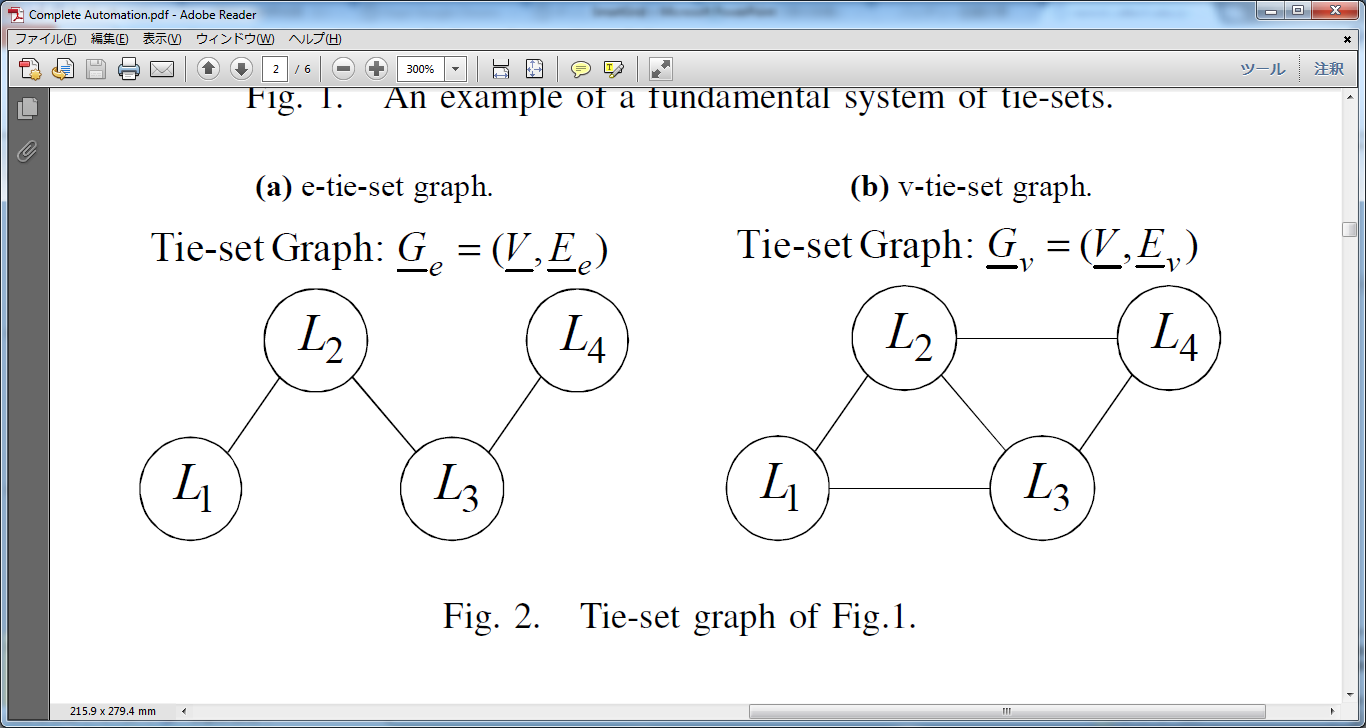 Complete Automation.pdf - Adobe Reader
ファイル(F) 編集(E) 表示(V) ウィンドウ(W) ヘルプ(H)
2 / 6 300% ツール 注釈
Fig. 1. An example of a fundamental system of tie-sets.
(a) e-tie-set graph. (b) v-tie-set graph.
Tie-set Graph: G_e = (V, E_e) Tie-set Graph: G_v = (V, E_v)
L2 L4 L2 L4
L1 L3 L1 L3
Fig. 2. Tie-set graph of Fig.1.
215.9 x 279.4 mm